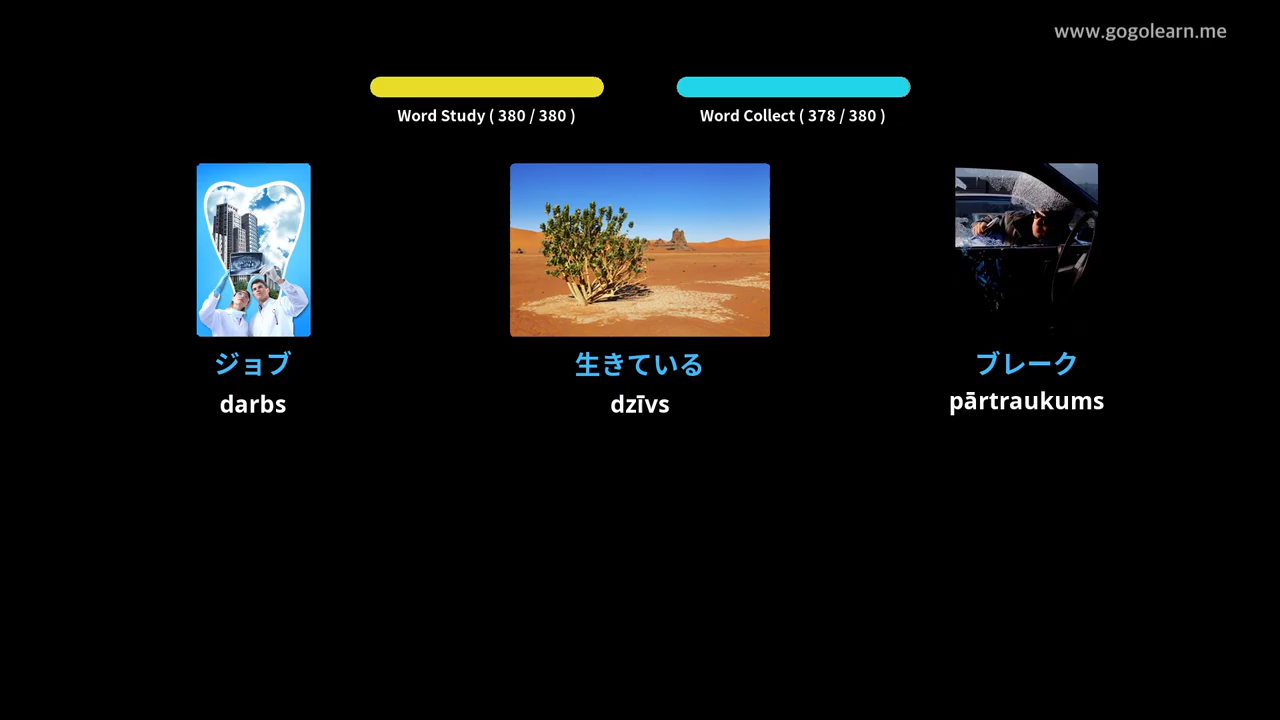 www.gogolearn.me
Word Study ( 380 / 380 )
Word Collect ( 378 / 380 )
ジョブ
生きている
ブレーク
darbs
dzīvs
pārtraukums